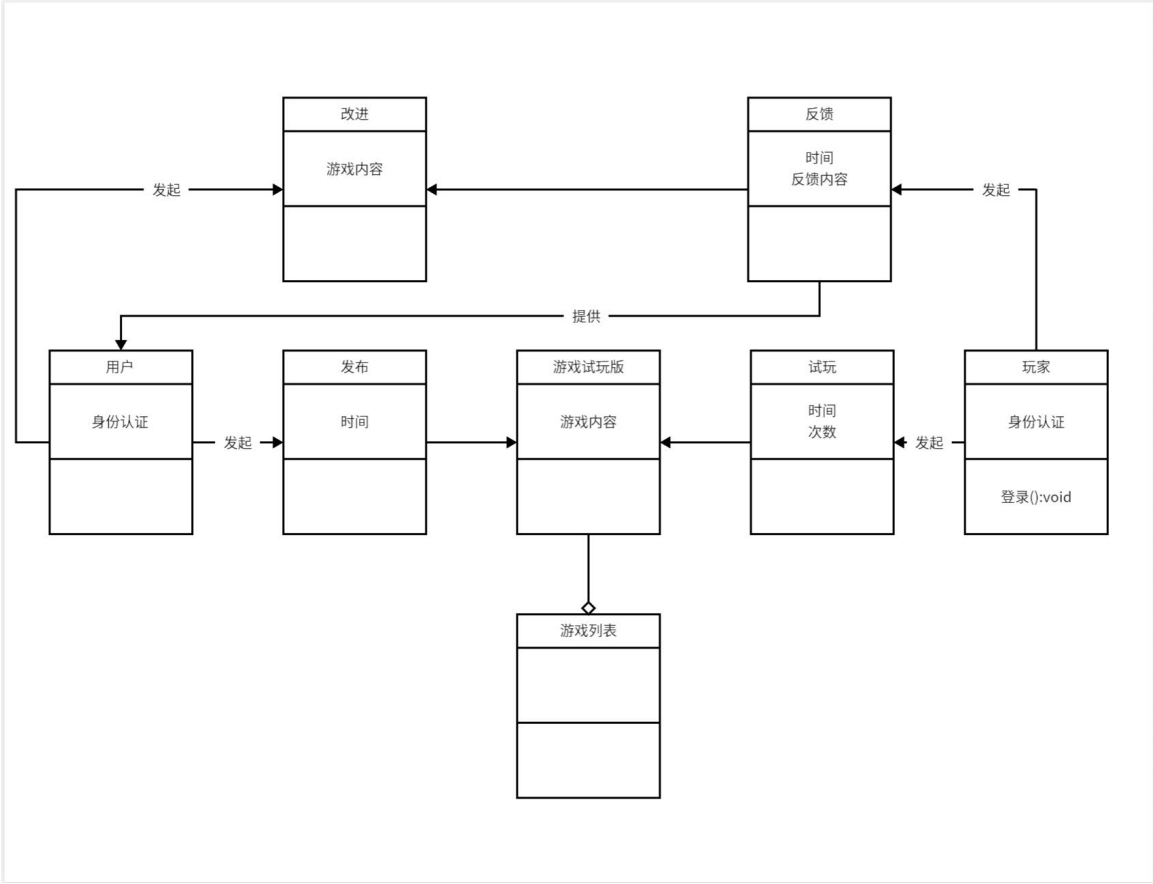 改进
游戏内容
反馈
时间
反馈内容
发起
发起
提供
用户
身份认证
发起
发布
时间
游戏试玩版
游戏内容
试玩
时间
次数
发起
玩家
身份认证
登录():void
游戏列表